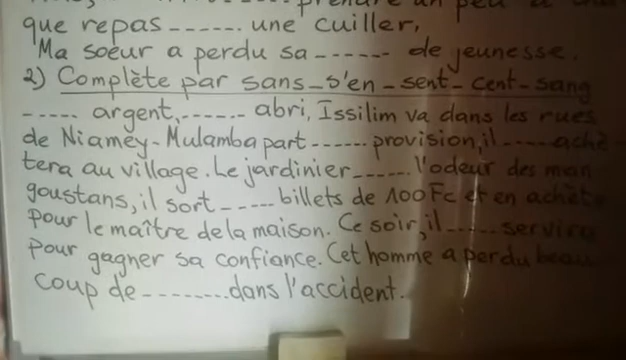 prendre un peu
que repas ------ une cuiller,
Ma soeur a perdu sa ------ de jeunesse.
2) Complète par sans-s'en-sent-cent-sang
----- argent, ------ abri, Issilim va dans les rues
de Niamey-Mulamba part ------ provision, il ----- achè-
tera au village. Le jardinier ------ l'odeur des man
goustans, il sort ----- billets de 100 Fc et en achète
pour le maître de la maison. Ce soir, il ----- servira
pour gagner sa confiance. Cet homme a perdu beau
coup de -------- dans l'accident.